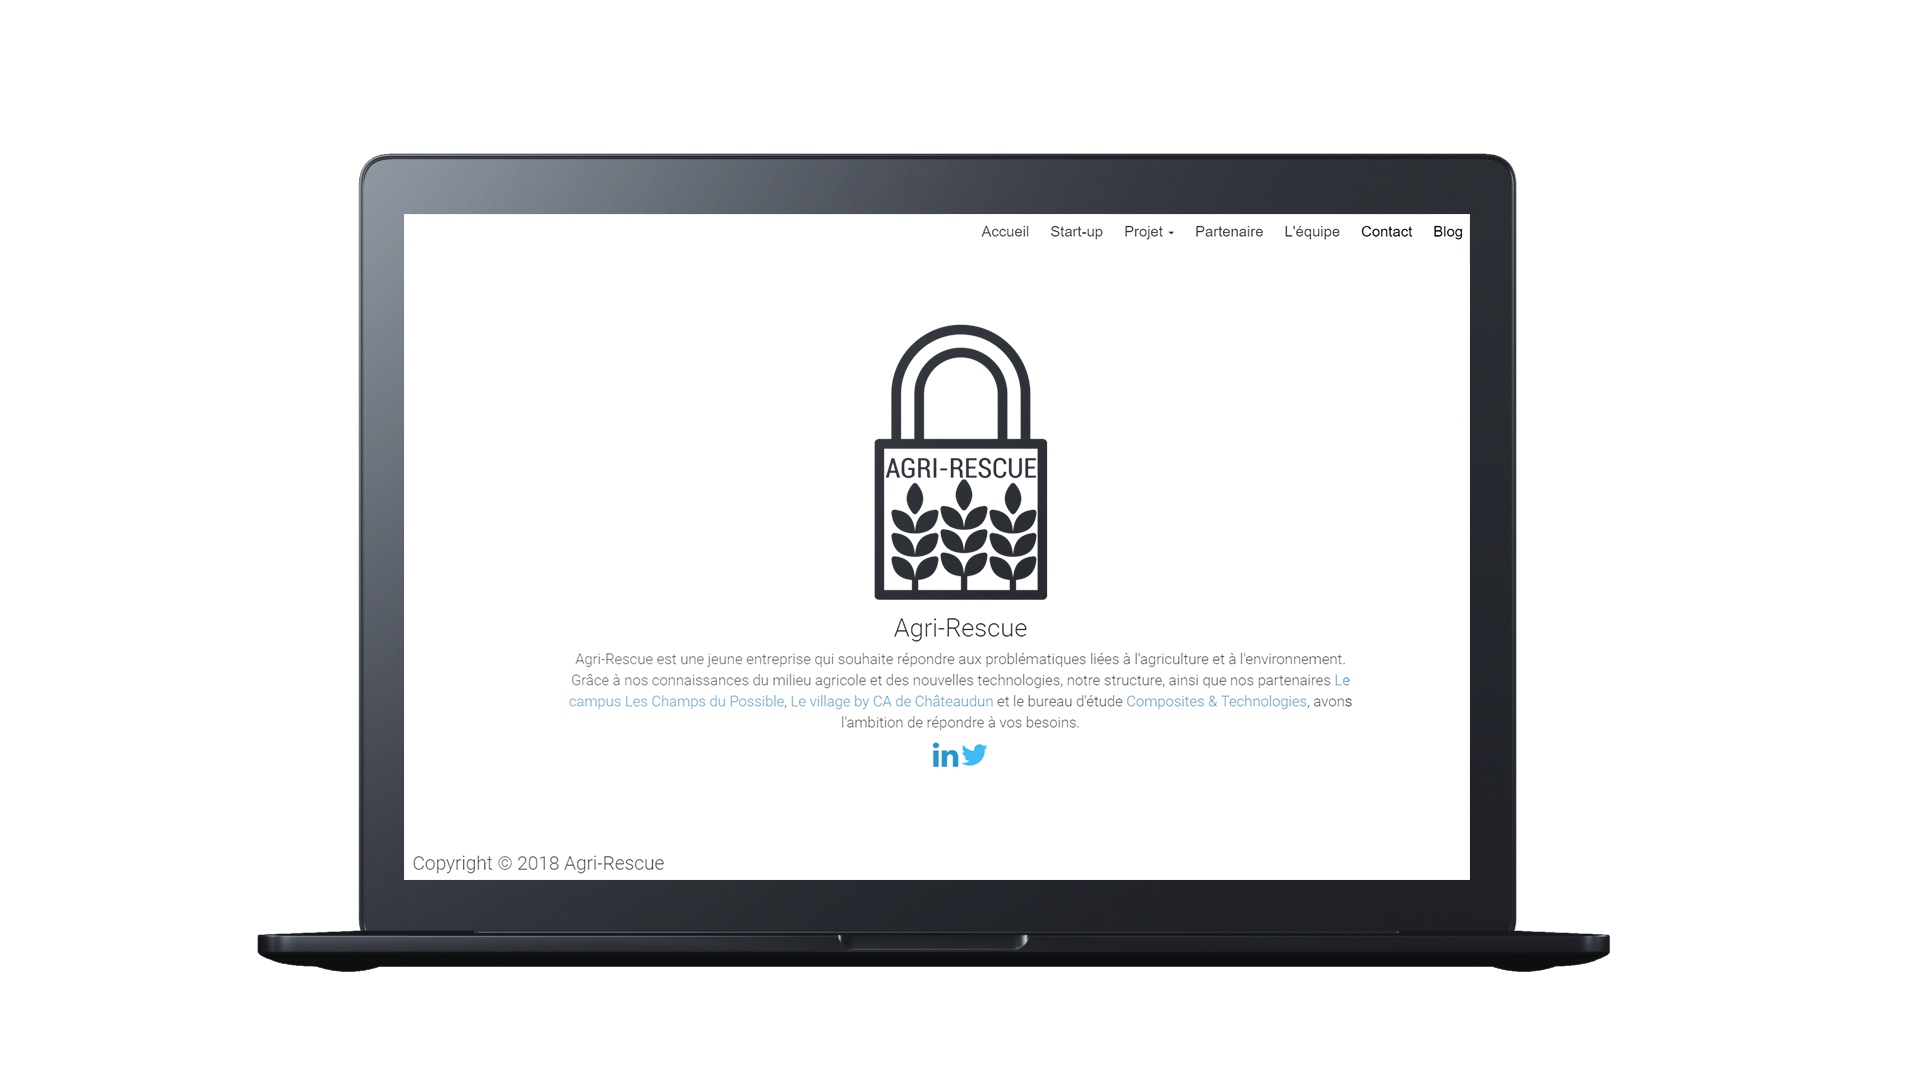 Accueil Start-up Projet Partenaire L'équipe Contact Blog
AGRI-RESCUE
Agri-Rescue
Agri-Rescue est une jeune entreprise qui souhaite répondre aux problématiques liées à l'agriculture et à l'environnement.
Grâce à nos connaissances du milieu agricole et des nouvelles technologies, notre structure, ainsi que nos partenaires Le
campus Les Champs du Possible, Le village by CA de Châteaudun et le bureau d'étude Composites & Technologies, avons
l'ambition de répondre à vos besoins.
in
Copyright © 2018 Agri-Rescue